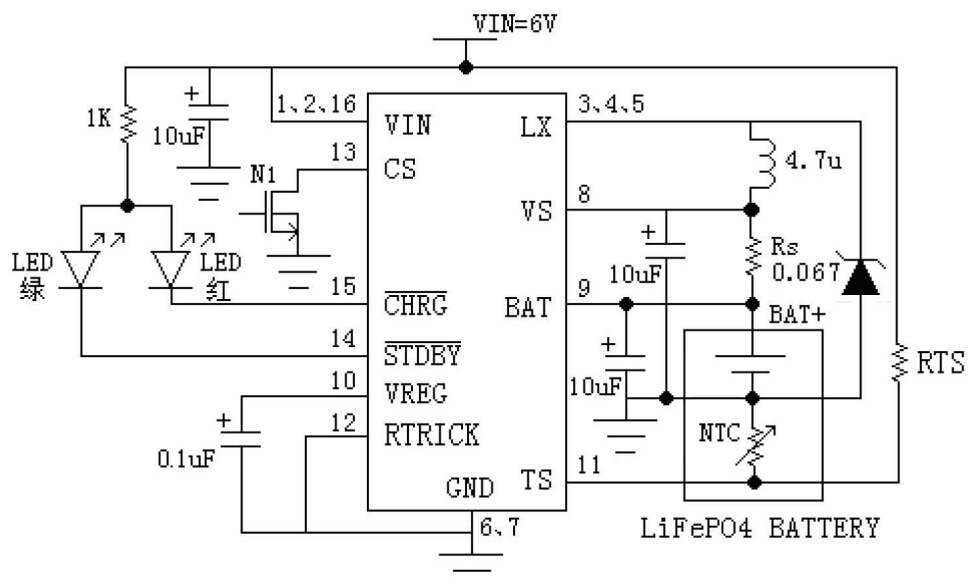 VIN=6V
1K
10uF
1、2、16
VIN
3、4、5
LX
4.7u
13
CS
N1
8
VS
Rs
0.067
10uF
LED
绿
LED
红
15
CHRG
9
BAT
BAT+
14
STDBY
10uF
RTS
10
VREG
NTC
12
RTRICK
0.1uF
11
TS
GND
6、7
LiFePO4 BATTERY